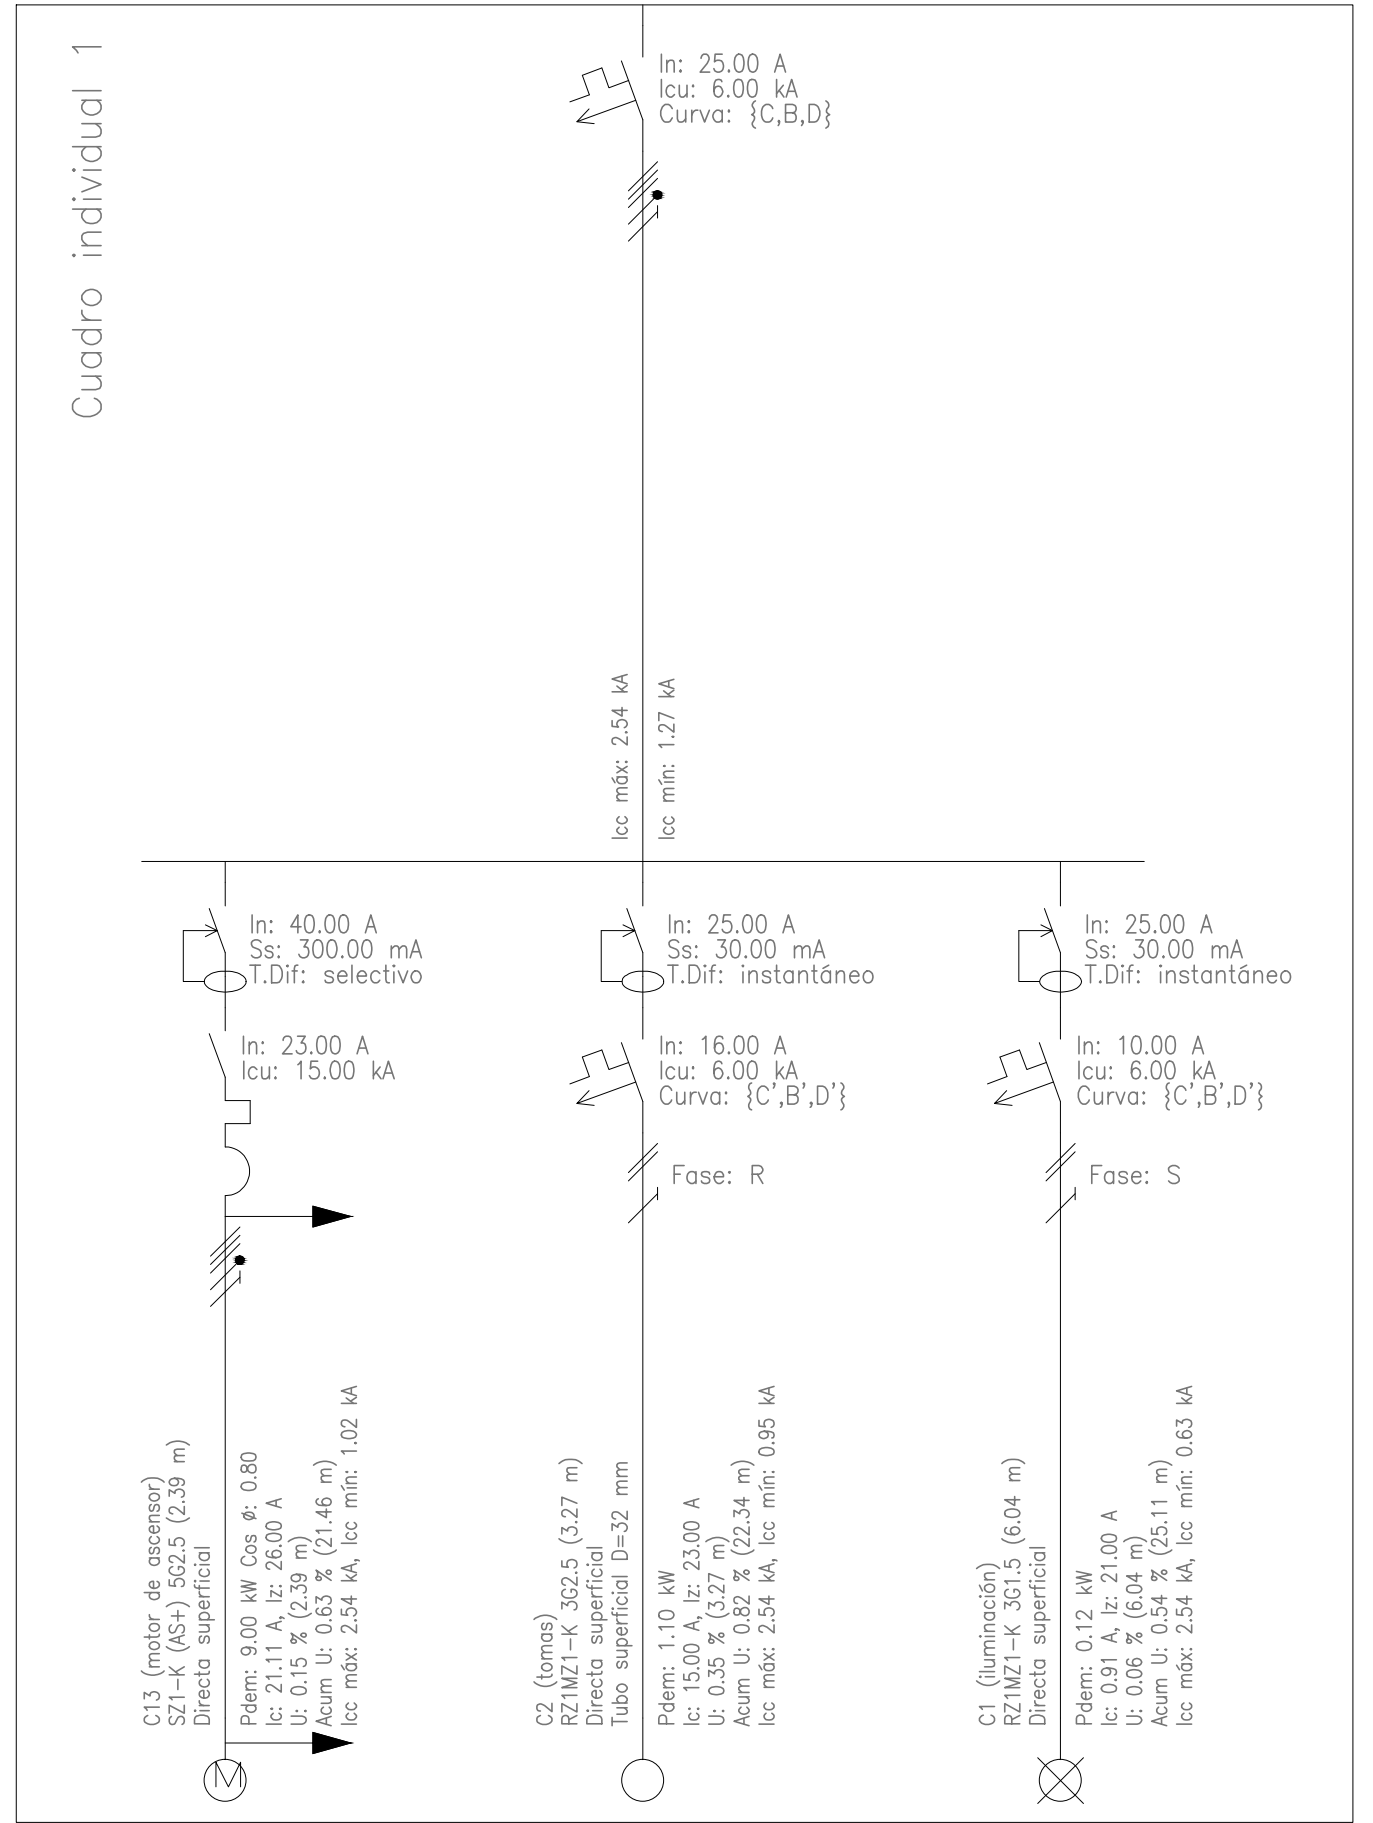 Cuadro individual 1
In: 25.00 A
Icu: 6.00 kA
Curva: {C,B,D}
Icc máx: 2.54 kA
Icc mín: 1.27 kA
In: 40.00 A
Ss: 300.00 mA
T.Dif: selectivo
In: 23.00 A
Icu: 15.00 kA
C13 (motor de ascensor)
SZ1-K (AS+) 5G2.5 (2.39 m)
Directa superficial
Pdem: 9.00 kW Cos ø: 0.80
Ic: 21.11 A, Iz: 26.00 A
U: 0.15 % (2.39 m)
Acum U: 0.63 % (21.46 m)
Icc máx: 2.54 kA, Icc mín: 1.02 kA
M
In: 25.00 A
Ss: 30.00 mA
T.Dif: instantáneo
In: 16.00 A
Icu: 6.00 kA
Curva: {C',B',D'}
Fase: R
C2 (tomas)
RZ1MZ1-K 3G2.5 (3.27 m)
Directa superficial
Tubo superficial D=32 mm
Pdem: 1.10 kW
Ic: 15.00 A, Iz: 23.00 A
U: 0.35 % (3.27 m)
Acum U: 0.82 % (22.34 m)
Icc máx: 2.54 kA, Icc mín: 0.95 kA
In: 25.00 A
Ss: 30.00 mA
T.Dif: instantáneo
In: 10.00 A
Icu: 6.00 kA
Curva: {C',B',D'}
Fase: S
C1 (iluminación)
RZ1MZ1-K 3G1.5 (6.04 m)
Directa superficial
Pdem: 0.12 kW
Ic: 0.91 A, Iz: 21.00 A
U: 0.06 % (6.04 m)
Acum U: 0.54 % (25.11 m)
Icc máx: 2.54 kA, Icc mín: 0.63 kA